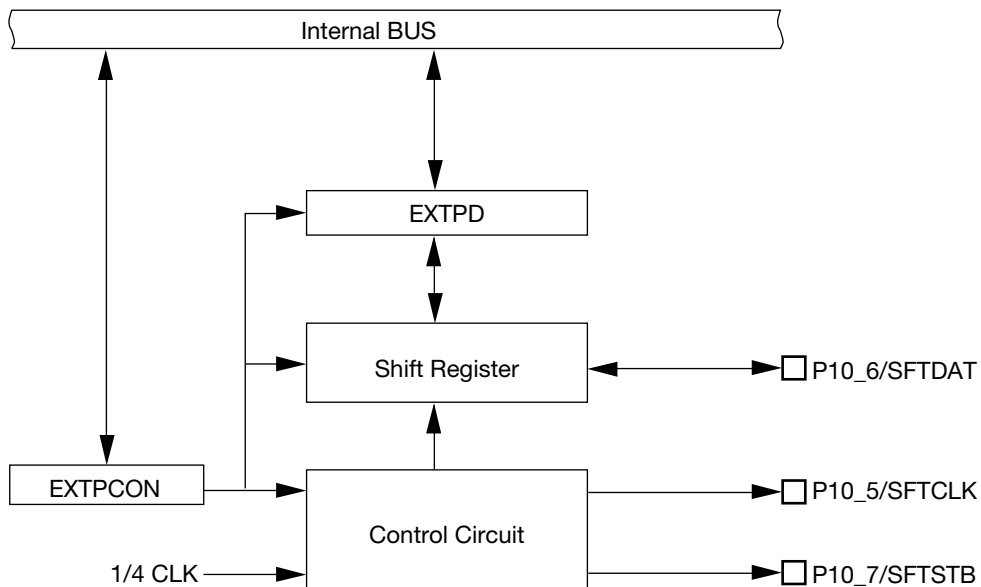 Internal BUS
EXTPD
Shift Register
P10_6/SFTDAT
EXTPCON
P10_5/SFTCLK
Control Circuit
1/4 CLK
P10_7/SFTSTB